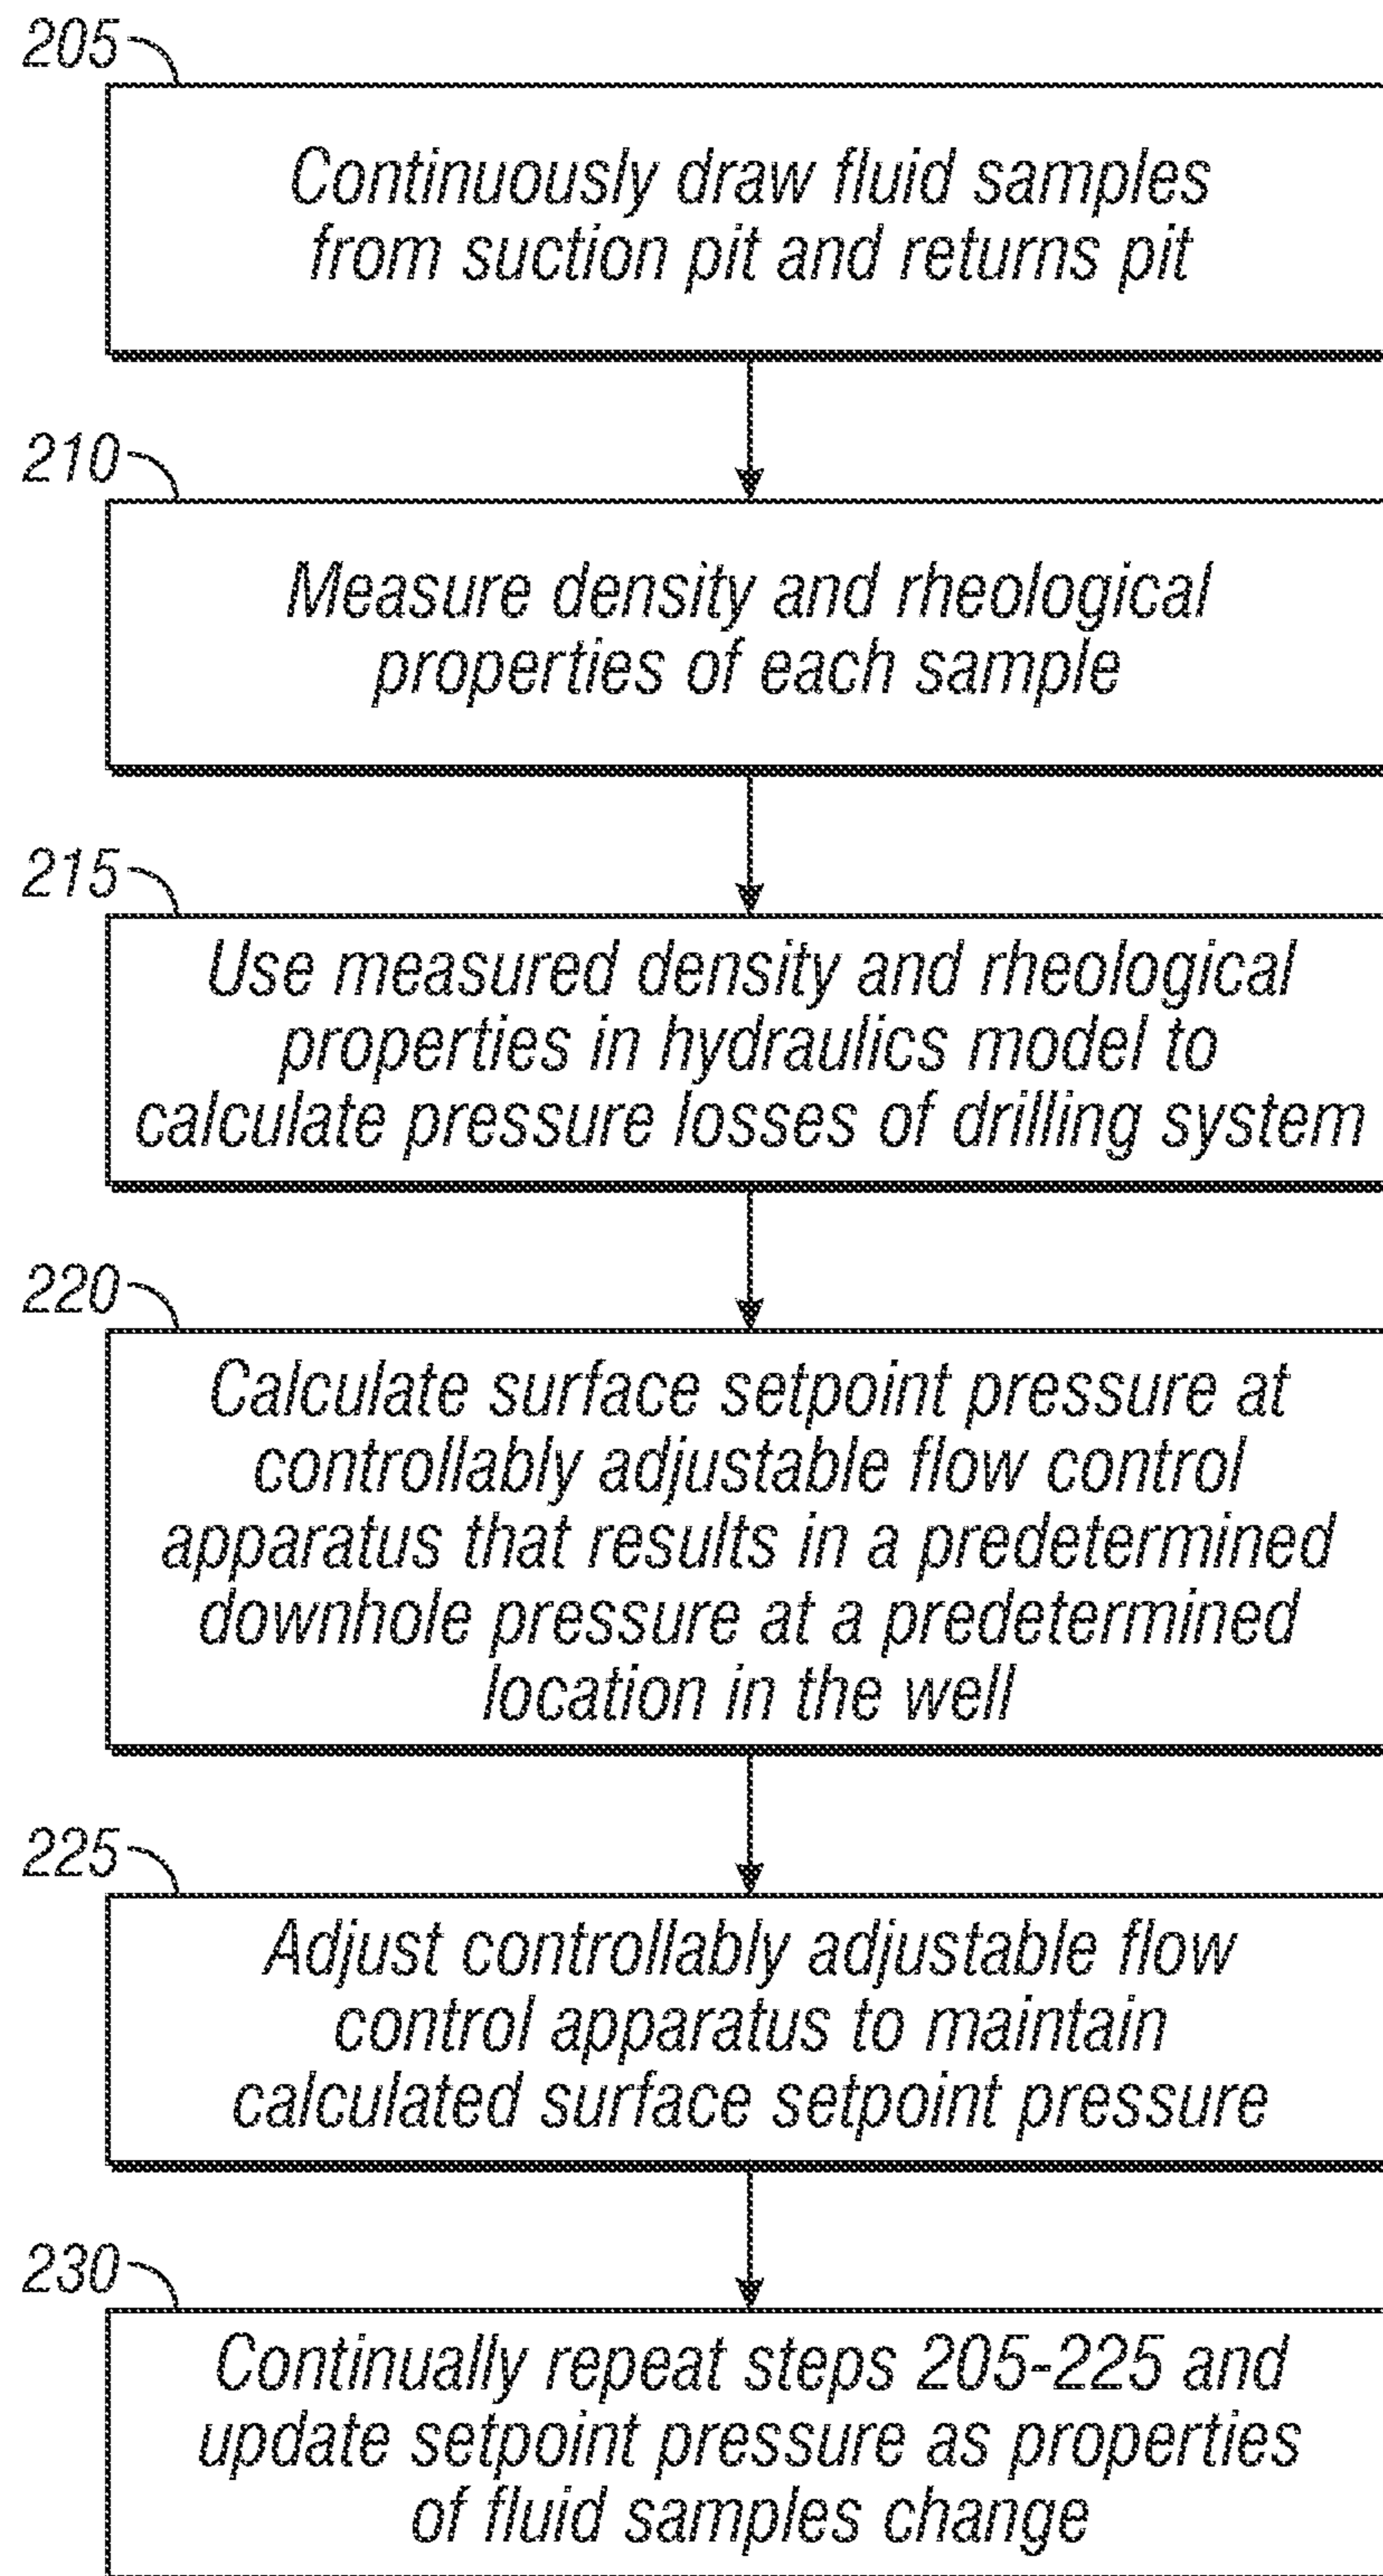 205
Continuously draw fluid samples
from suction pit and returns pit
210
Measure density and rheological
properties of each sample
215
Use measured density and rheological
properties in hydraulics model to
calculate pressure losses of drilling system
220
Calculate surface setpoint pressure at
controllably adjustable flow control
apparatus that results in a predetermined
downhole pressure at a predetermined
location in the well
225
Adjust controllably adjustable flow
control apparatus to maintain
calculated surface setpoint pressure
230
Continually repeat steps 205-225 and
update setpoint pressure as properties
of fluid samples change